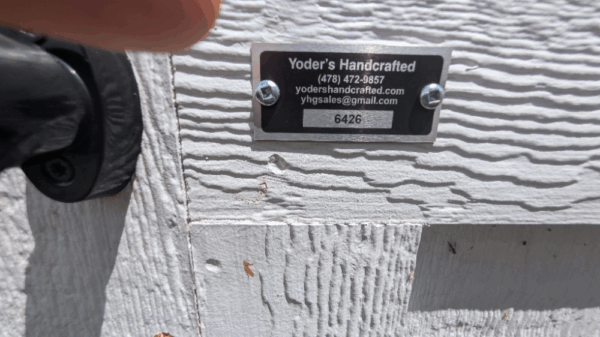 Yoder's Handcrafted
(478) 472-9857
yodershandcrafted.com
yhgsales@gmail.com
6426